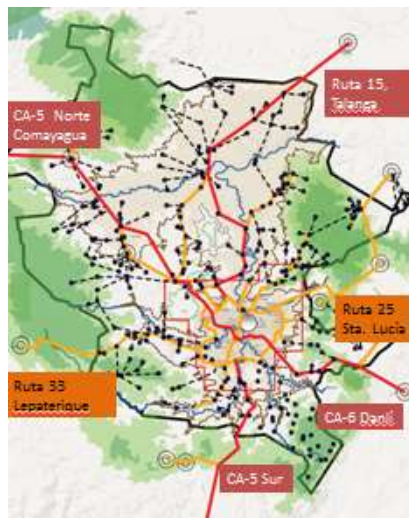 Ruta 15,
Talanga
CA-5 Norte
Comayagua
Ruta 25
Sta. Lucía
Ruta 33
Lepaterique
CA-6 Danlí
CA-5 Sur